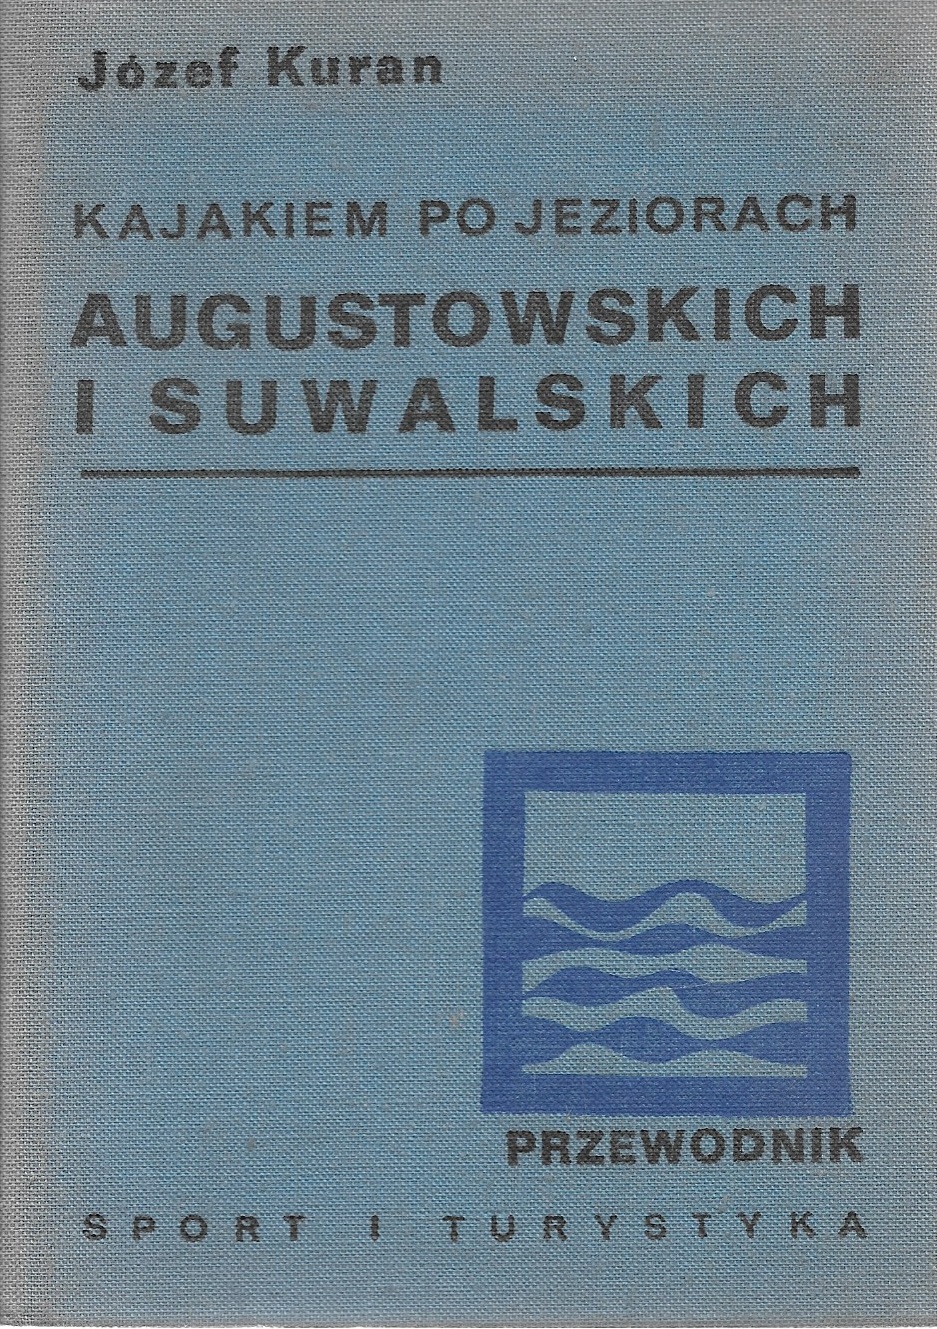 Józef Kuran
KAJAKIEM PO JEZIORACH
AUGUSTOWSKICH
I SUWALSKICH
PRZEWODNIK
SPORT I TURYSTYKA